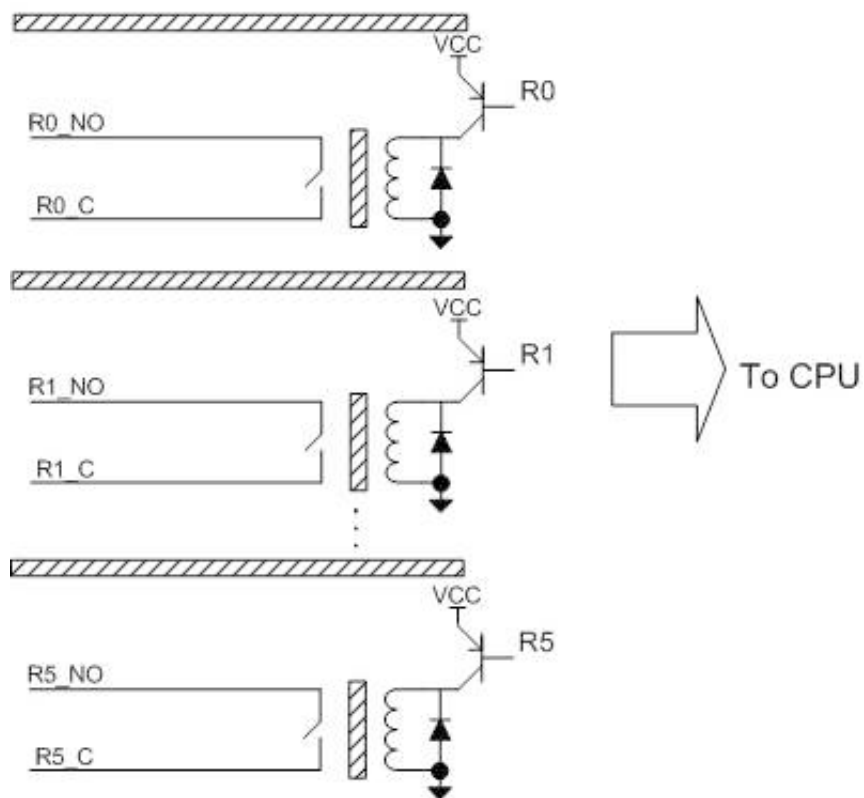 VCC
R0
R0_NO
R0_C
VCC
R1
R1_NO
To CPU
R1_C
VCC
R5
R5_NO
R5_C